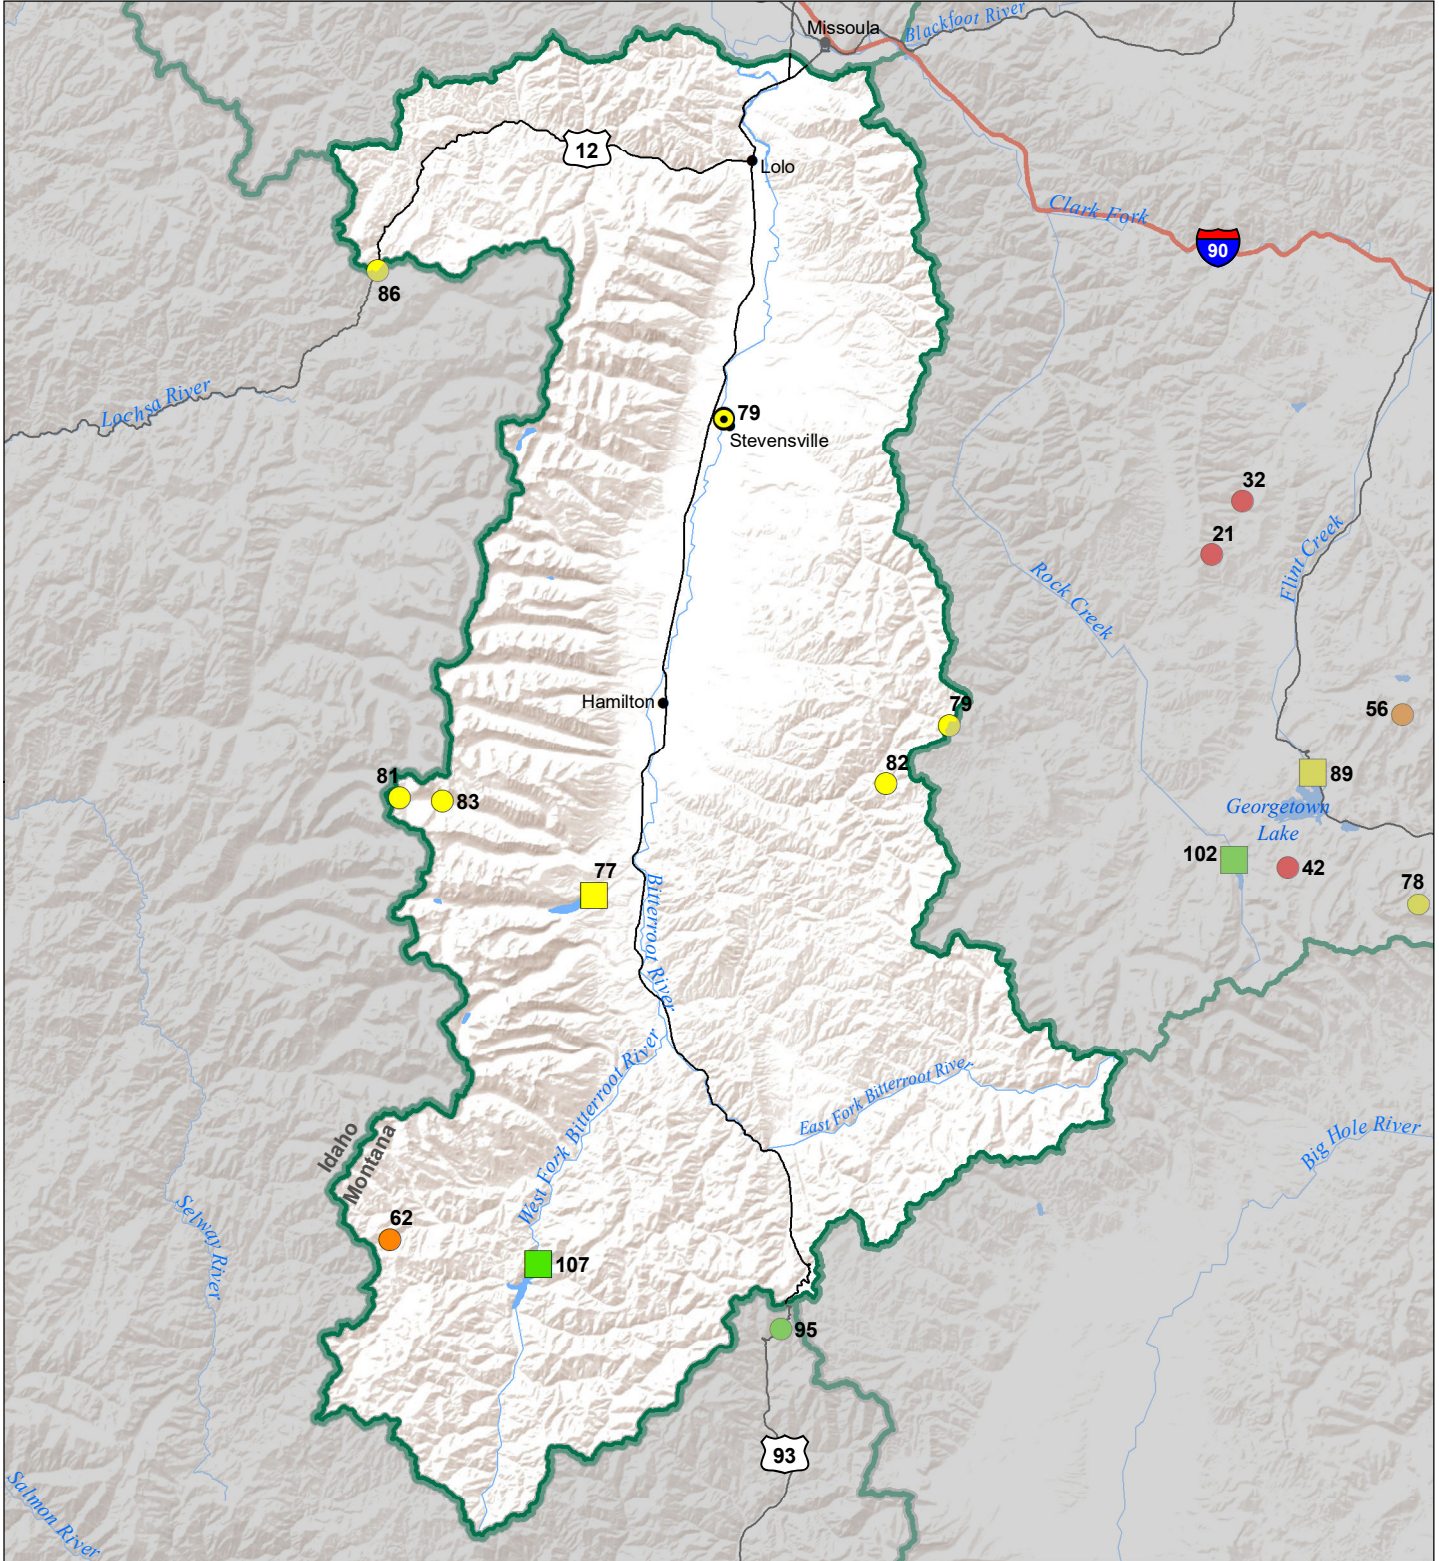 Missoula
Blackfoot River
12
Lolo
Clark Fork
90
86
Lochsa River
79
Stevensville
32
21
Flint Creek
Rock Creek
Hamilton
79
56
82
81
83
89
Georgetown
Lake
102
42
77
78
Bitterroot River
West Fork Bitterroot River
East Fork Bitterroot River
Idaho
Montana
Big Hole River
Selway River
62
107
95
93
Salmon River